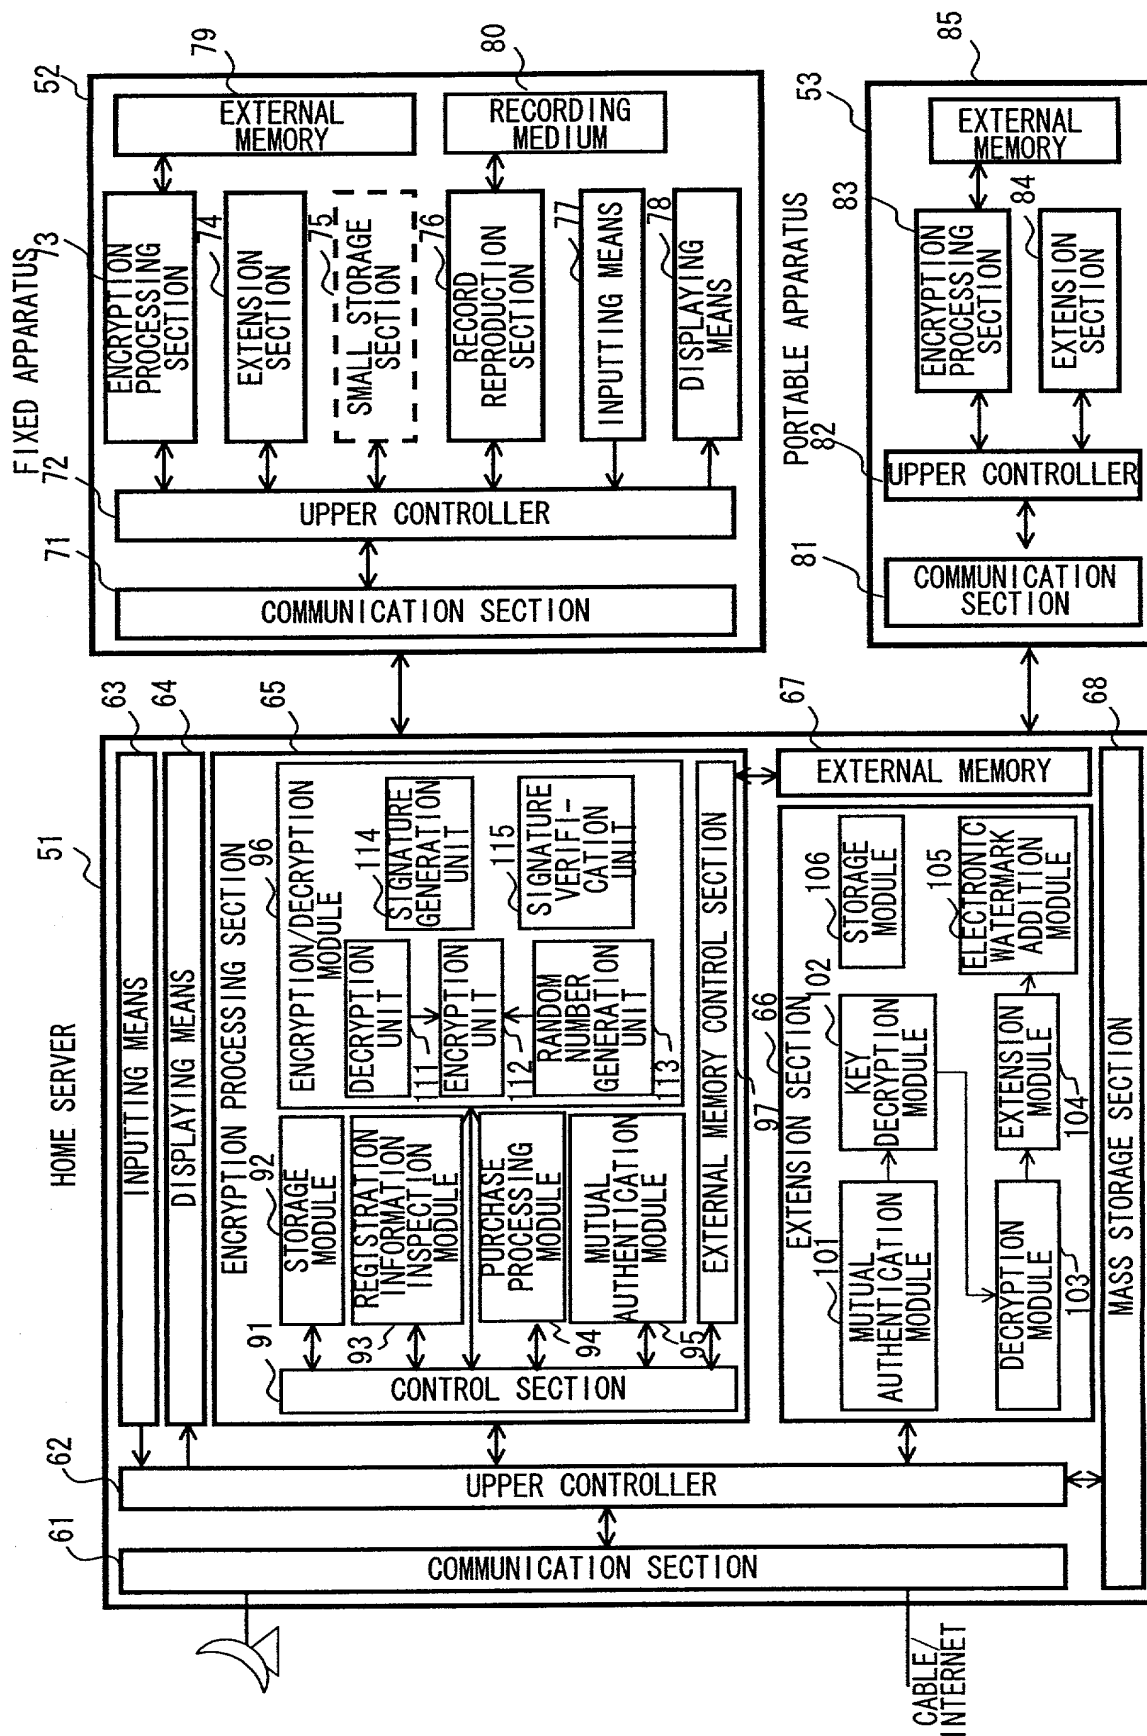 HOME SERVER
51
61
COMMUNICATION SECTION
62
UPPER CONTROLLER
INPUTTING MEANS
63
DISPLAYING MEANS
64
ENCRYPTION PROCESSING SECTION
65
91
CONTROL SECTION
92
STORAGE
MODULE
93
REGISTRATION
INFORMATION
INSPECTION
MODULE
94
PURCHASE
PROCESSING
MODULE
95
MUTUAL
AUTHENTICATION
MODULE
96
ENCRYPTION/DECRYPTION
MODULE
DECRYPTION
UNIT
111
ENCRYPTION
UNIT
112
RANDOM
NUMBER
GENERATION
UNIT
113
114
SIGNATURE
GENERATION
UNIT
115
SIGNATURE
VERIFI-
CATION
UNIT
EXTERNAL MEMORY CONTROL SECTION
97
66
EXTENSION SECTION
101
MUTUAL
AUTHENTICATION
MODULE
102
KEY
DECRYPTION
MODULE
DECRYPTION
MODULE
103
EXTENSION
MODULE
104
105
ELECTRONIC
WATERMARK
ADDITION
MODULE
106
STORAGE
MODULE
EXTERNAL MEMORY
67
MASS STORAGE SECTION
68
CABLE/
INTERNET
FIXED APPARATUS
52
71
COMMUNICATION SECTION
72
UPPER CONTROLLER
73
ENCRYPTION
PROCESSING
SECTION
74
EXTENSION
SECTION
75
SMALL STORAGE
SECTION
76
RECORD
REPRODUCTION
SECTION
77
INPUTTING MEANS
78
DISPLAYING
MEANS
79
EXTERNAL
MEMORY
80
RECORDING
MEDIUM
PORTABLE APPARATUS
53
81
COMMUNICATION
SECTION
82
UPPER CONTROLLER
83
ENCRYPTION
PROCESSING
SECTION
84
EXTENSION
SECTION
85
EXTERNAL
MEMORY